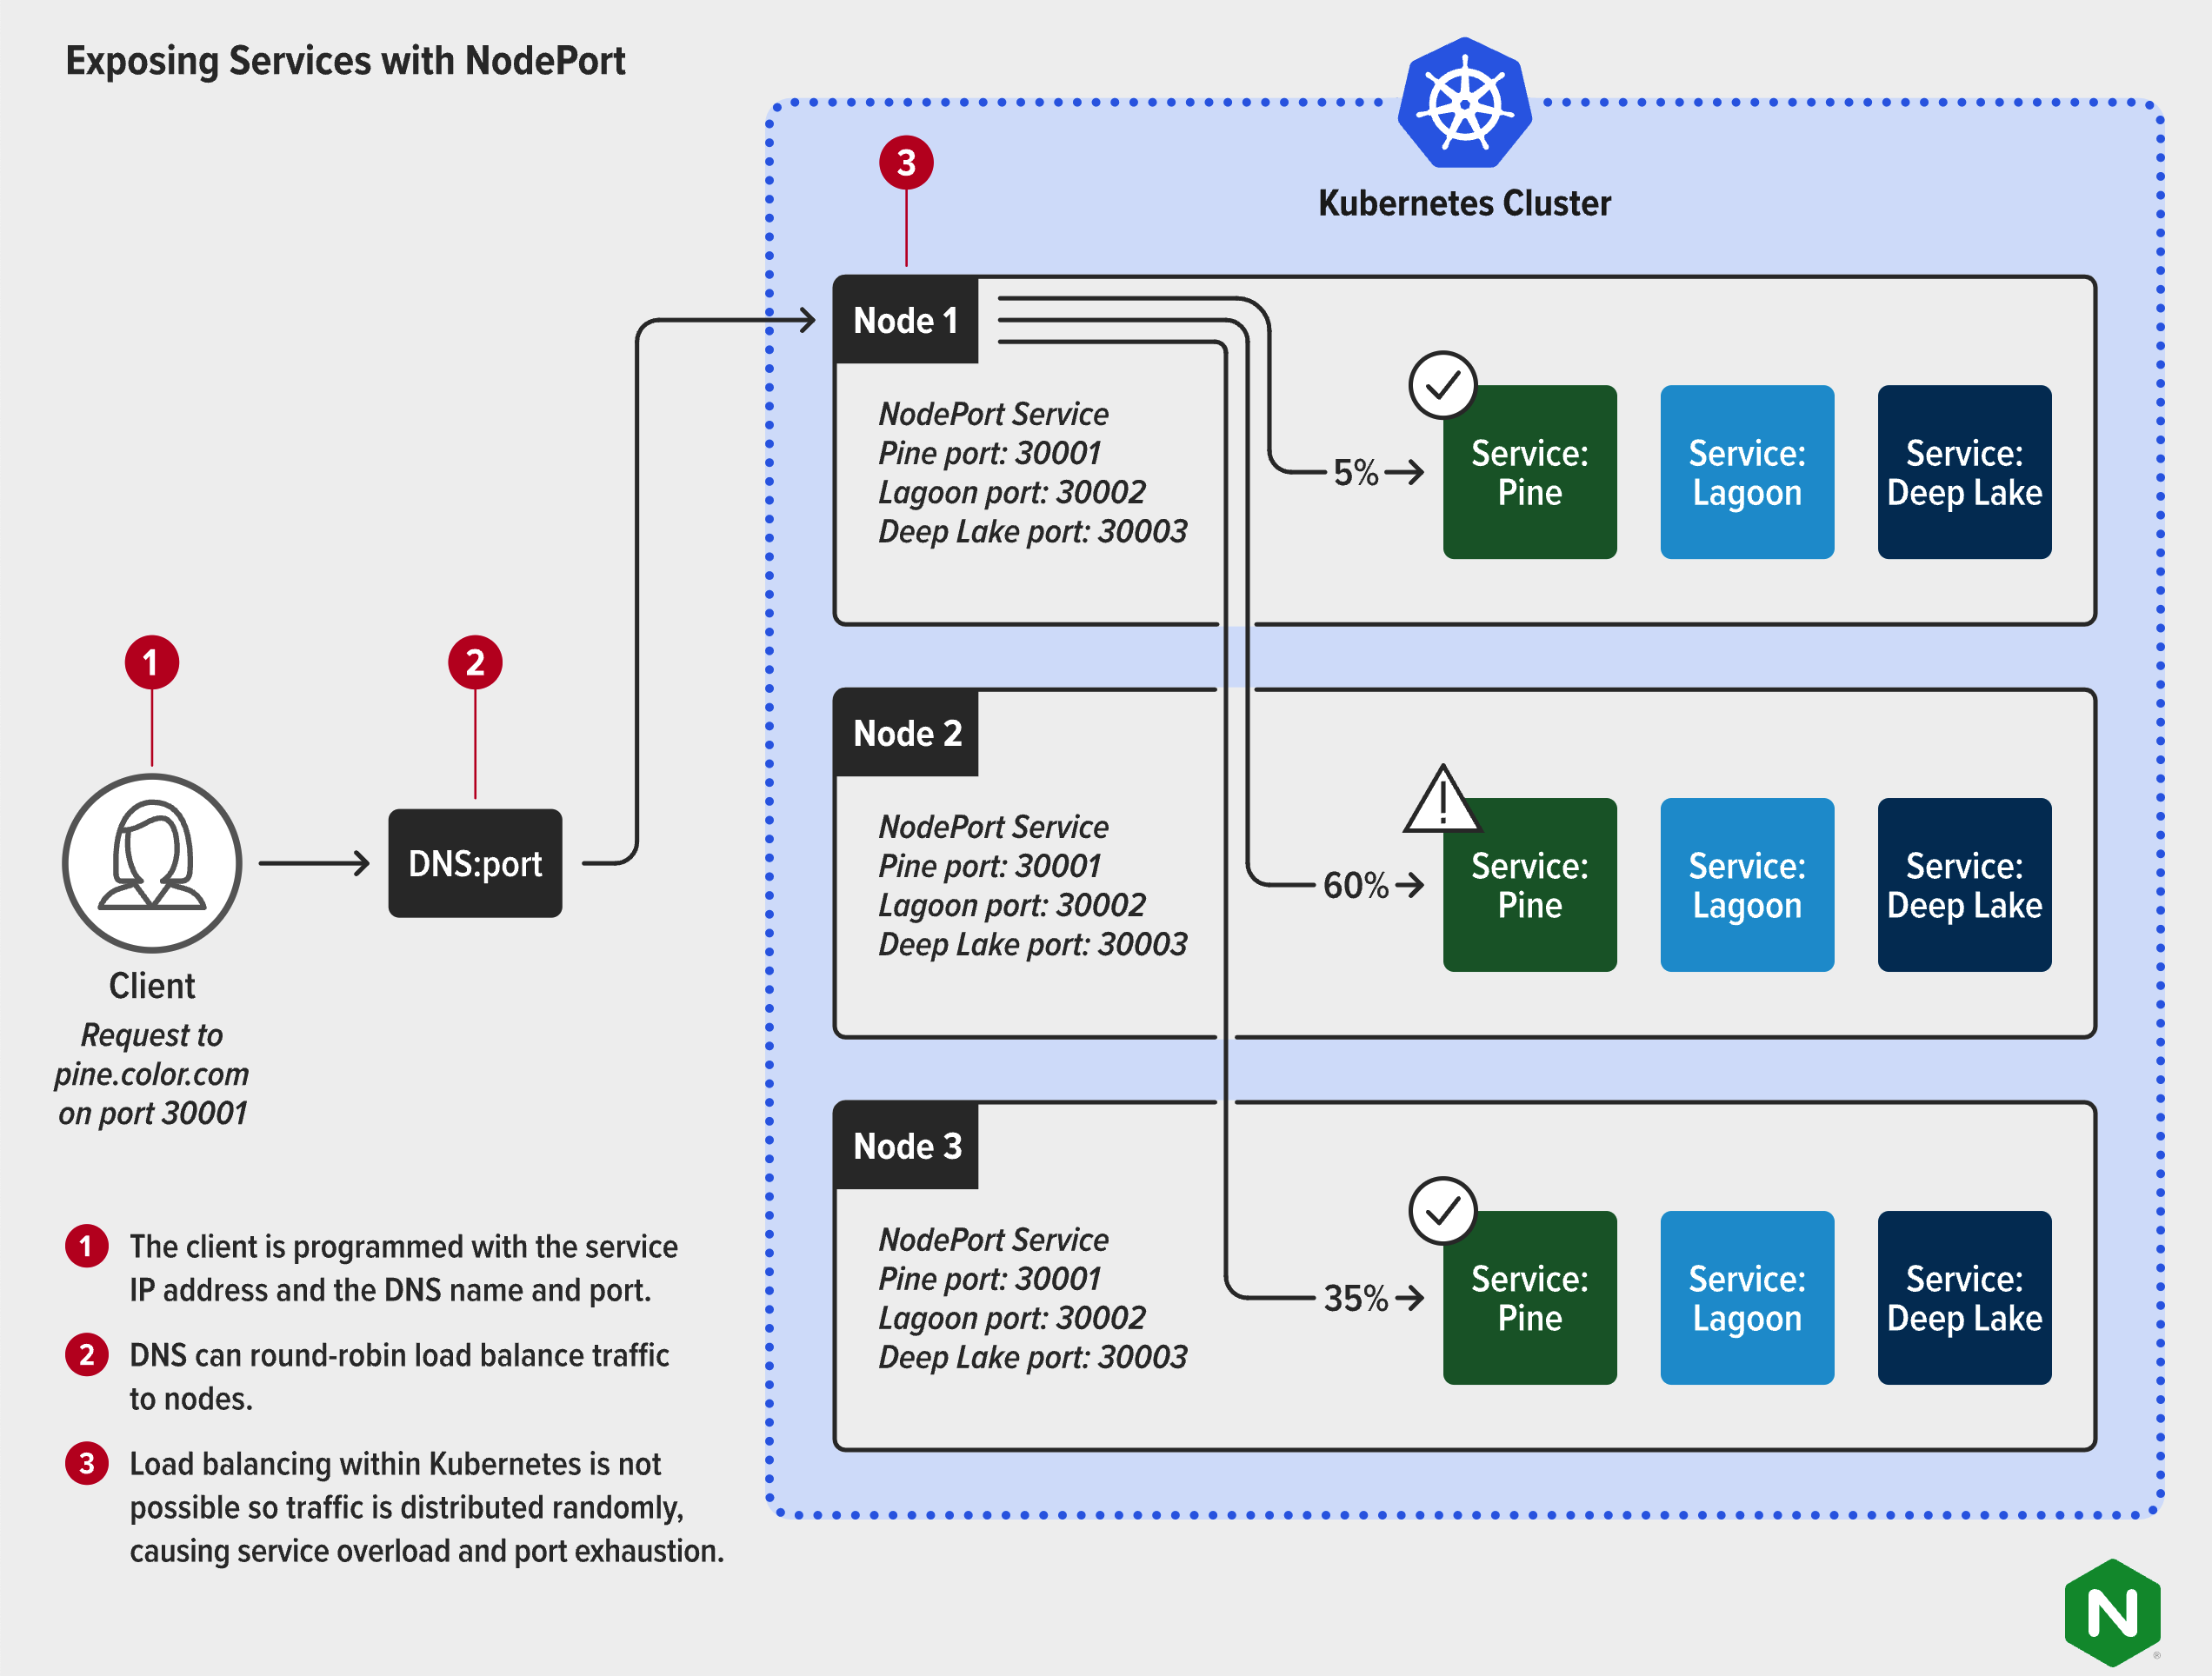 Exposing Services with NodePort
Kubernetes Cluster
3
Node 1
NodePort Service
Pine port: 30001
Lagoon port: 30002
Deep Lake port: 30003
5%
Service:
Pine
Service:
Lagoon
Service:
Deep Lake
1
2
Node 2
NodePort Service
Pine port: 30001
Lagoon port: 30002
Deep Lake port: 30003
60%
!
Service:
Pine
Service:
Lagoon
Service:
Deep Lake
DNS:port
Client
Request to
pine.color.com
on port 30001
Node 3
NodePort Service
Pine port: 30001
Lagoon port: 30002
Deep Lake port: 30003
35%
Service:
Pine
Service:
Lagoon
Service:
Deep Lake
1 The client is programmed with the service
IP address and the DNS name and port.
2 DNS can round-robin load balance traffic
to nodes.
3 Load balancing within Kubernetes is not
possible so traffic is distributed randomly,
causing service overload and port exhaustion.
N
®